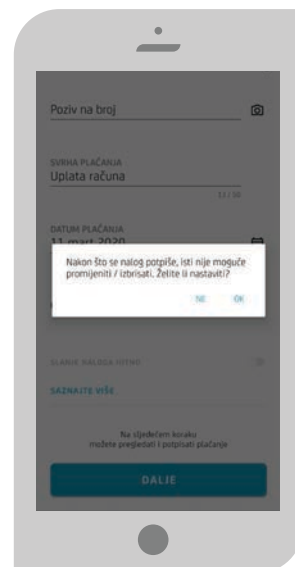 Poziv na broj
SVRHA PLAĆANJA
Uplata računa
13 / 50
DATUM PLAĆANJA
11 mart 2020
Nakon što se nalog potpiše, isti nije moguće
promijeniti / izbrisati. Želite li nastaviti?
NE OK
SLANJE NALOGA HITNO
SAZNAJTE VIŠE
Na sljedećem koraku
možete pregledati i potpisati plaćanje
DALJE